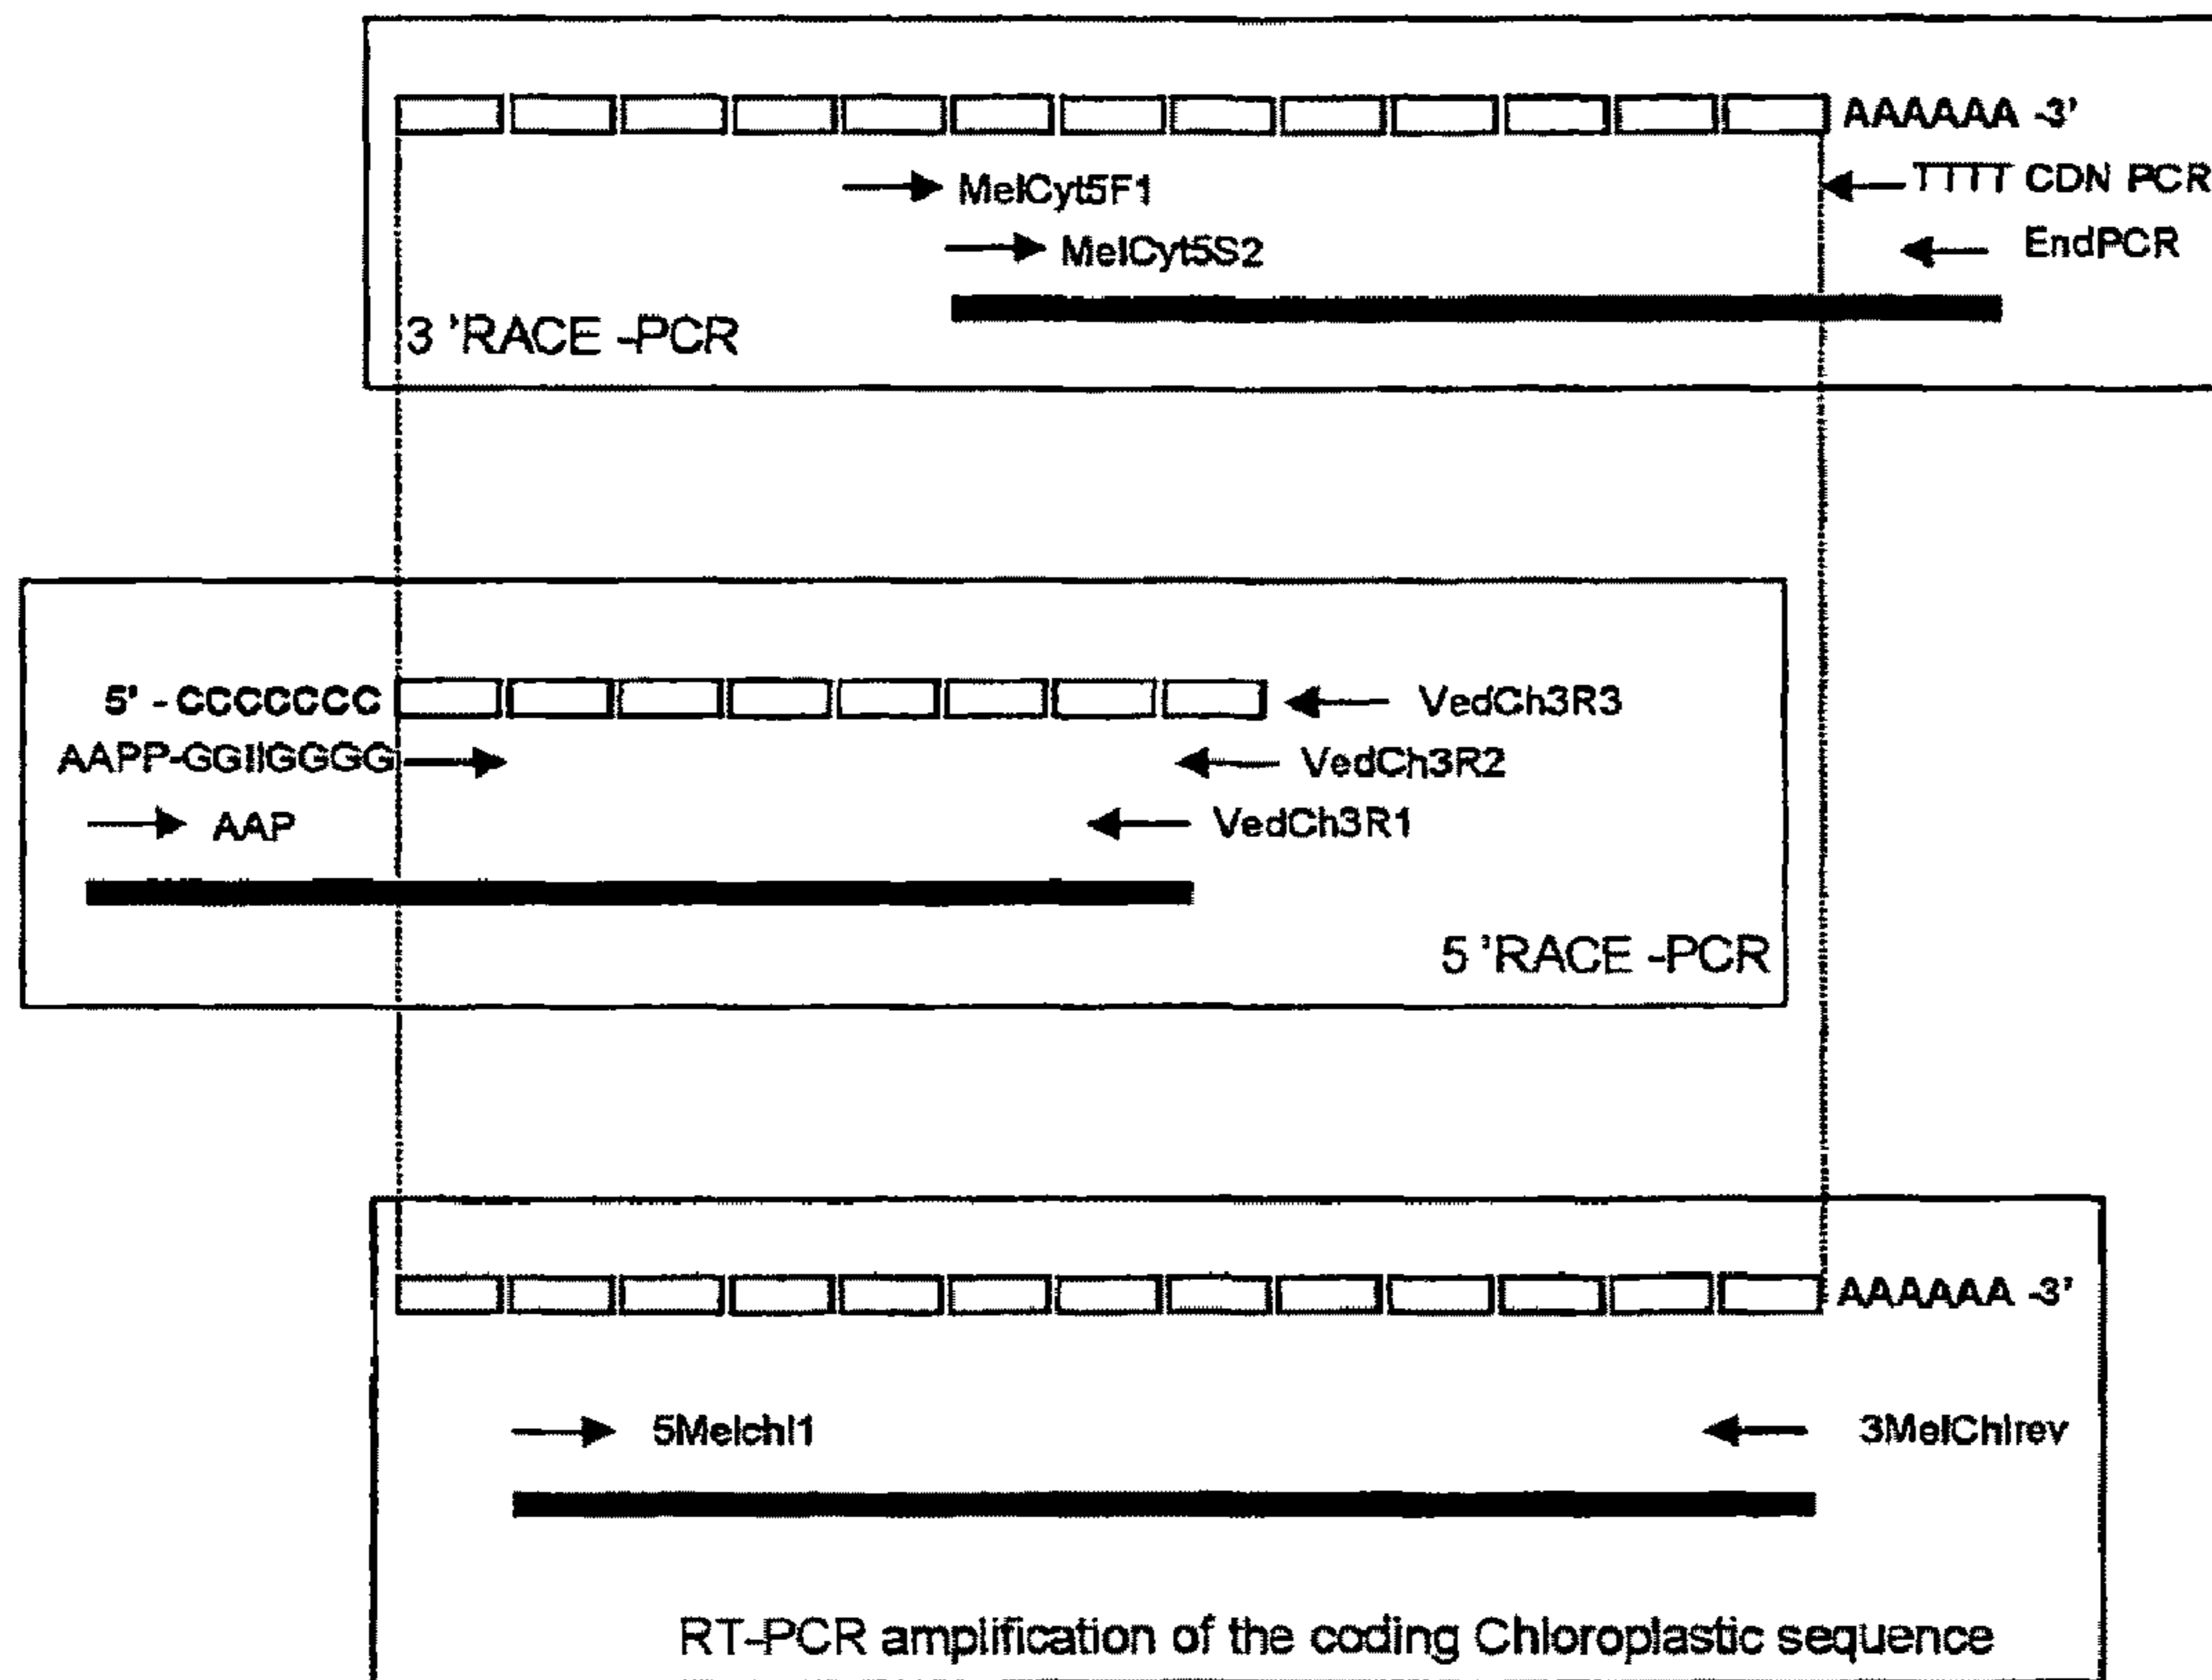 AAAAAA -3'
MelCyt5F1
TTTT CDN PCR
MelCyt5S2
EndPCR
3 'RACE -PCR
5' - CCCCCCC
VedCh3R3
AAPP-GGIIGGGG
VedCh3R2
AAP
VedCh3R1
5 'RACE -PCR
AAAAAA -3'
5Melchl1
3MelChlrev
RT-PCR amplification of the coding Chloroplastic sequence